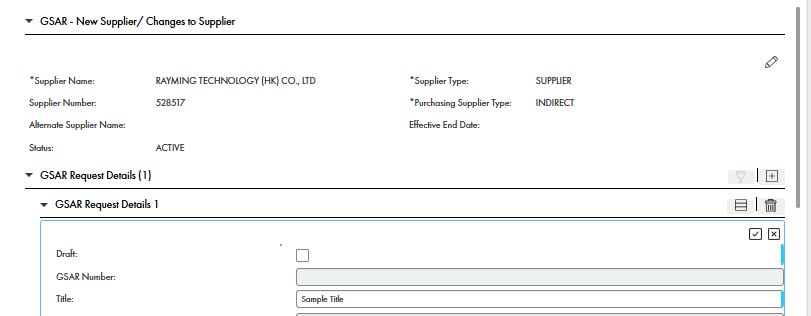 GSAR - New Supplier/ Changes to Supplier
*Supplier Name: RAYMING TECHNOLOGY (HK) CO., LTD *Supplier Type: SUPPLIER
Supplier Number: 528517 *Purchasing Supplier Type: INDIRECT
Alternate Supplier Name: Effective End Date:
Status: ACTIVE
GSAR Request Details (1)
GSAR Request Details 1
Draft:
GSAR Number:
Title: Sample Title